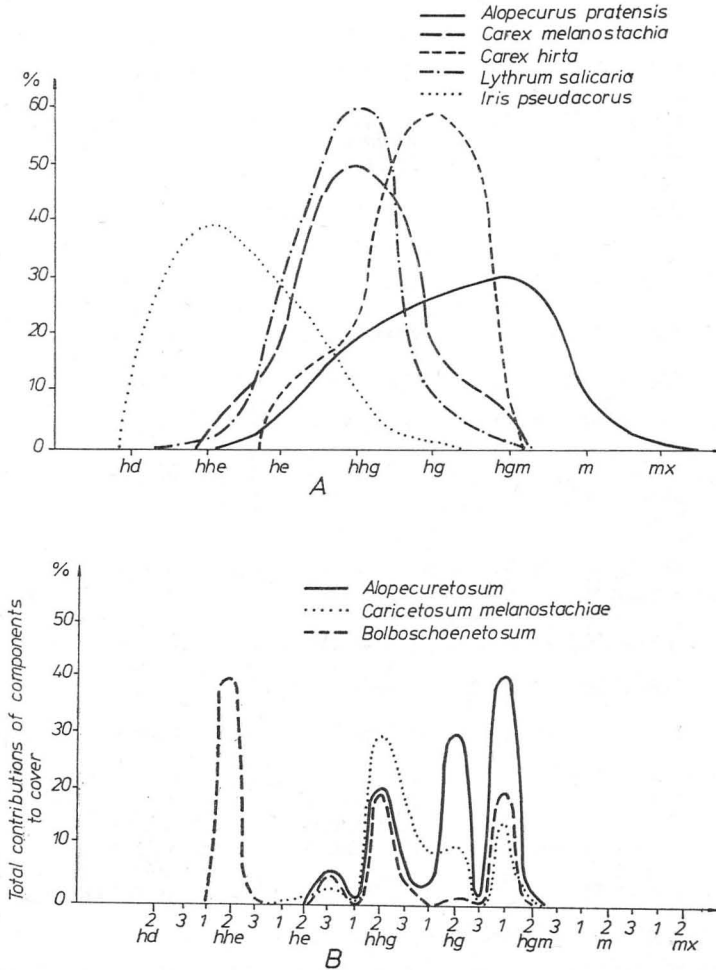 Alopecurus pratensis
Carex melanostachia
Carex hirta
Lythrum salicaria
Iris pseudacorus
%
60
50
40
30
20
10
0
hd hhe he hhg hg hgm m mx
A
%
50
40
30
20
10
0
Total contributions of components
to cover
Alopecuretosum
Caricetosum melanostachiae
Bolboschoenetosum
2 3 1 2 3 1 2 3 1 2 3 1 2 3 1 2 3 1 2 3 1 2
hd hhe he hhg hg hgm m mx
B